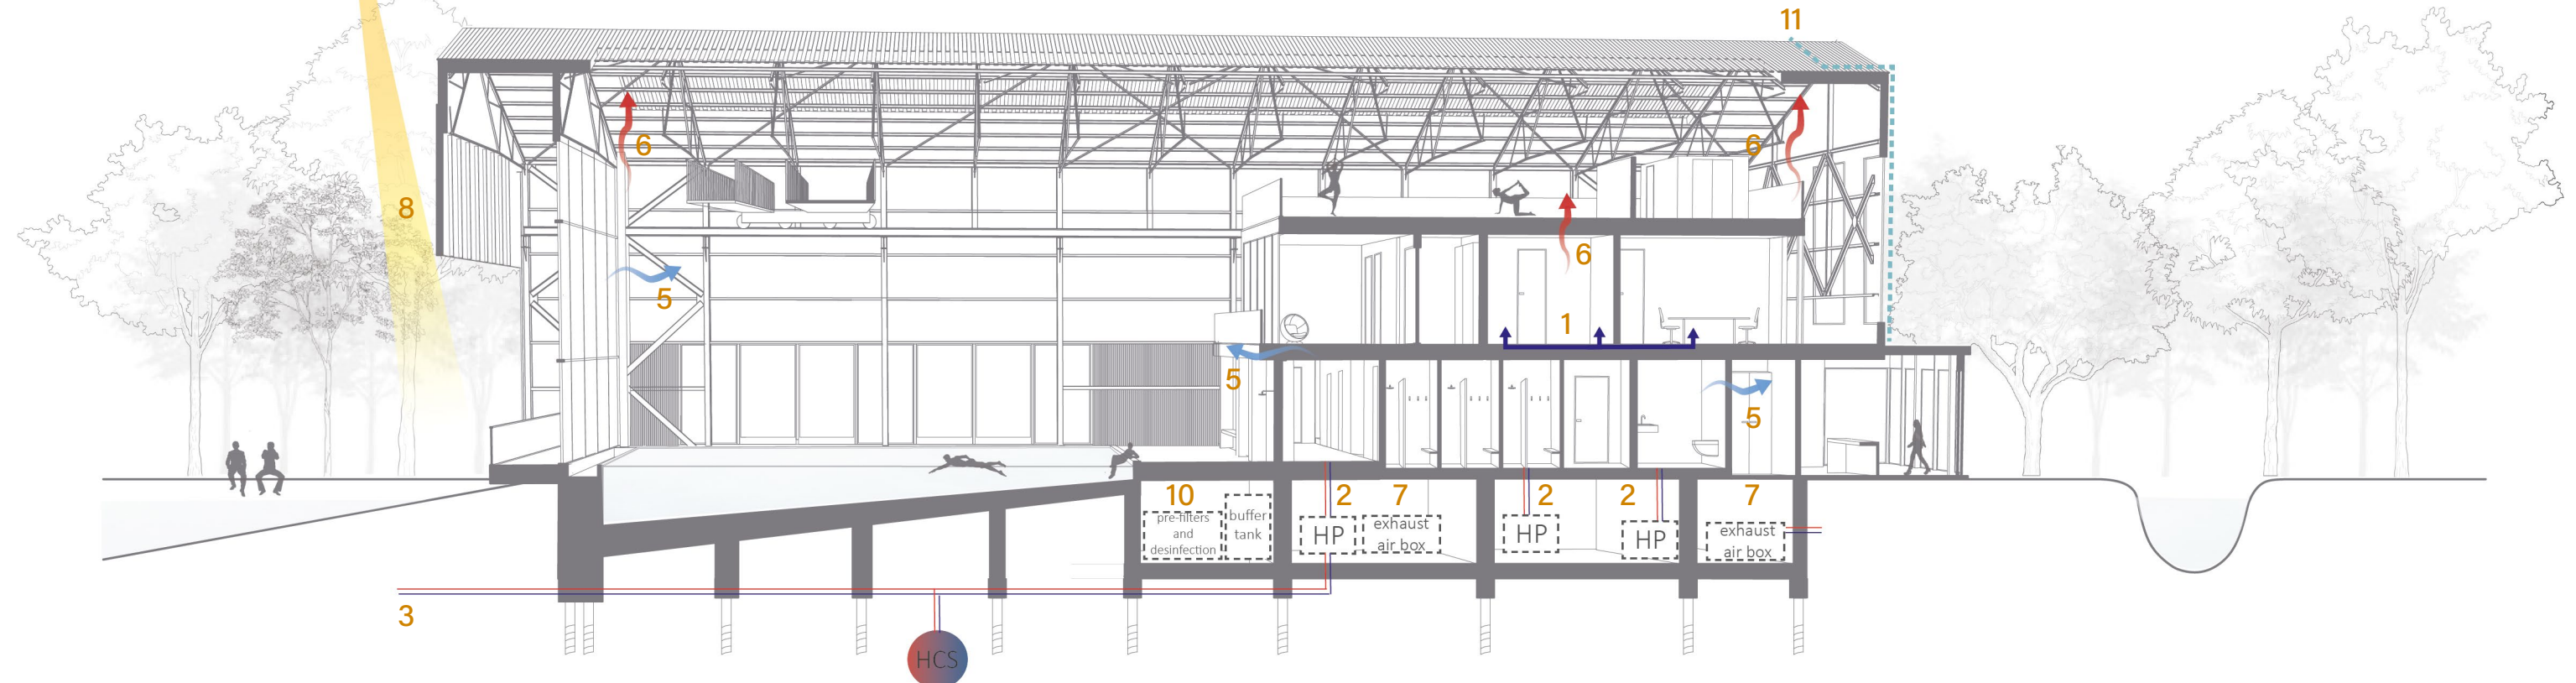 11
6
6
8
6
5
1
5
5
10
2
7
2
2
7
pre-filters
and
desinfection
buffer
tank
HP
exhaust
air box
HP
HP
exhaust
air box
3
HCS